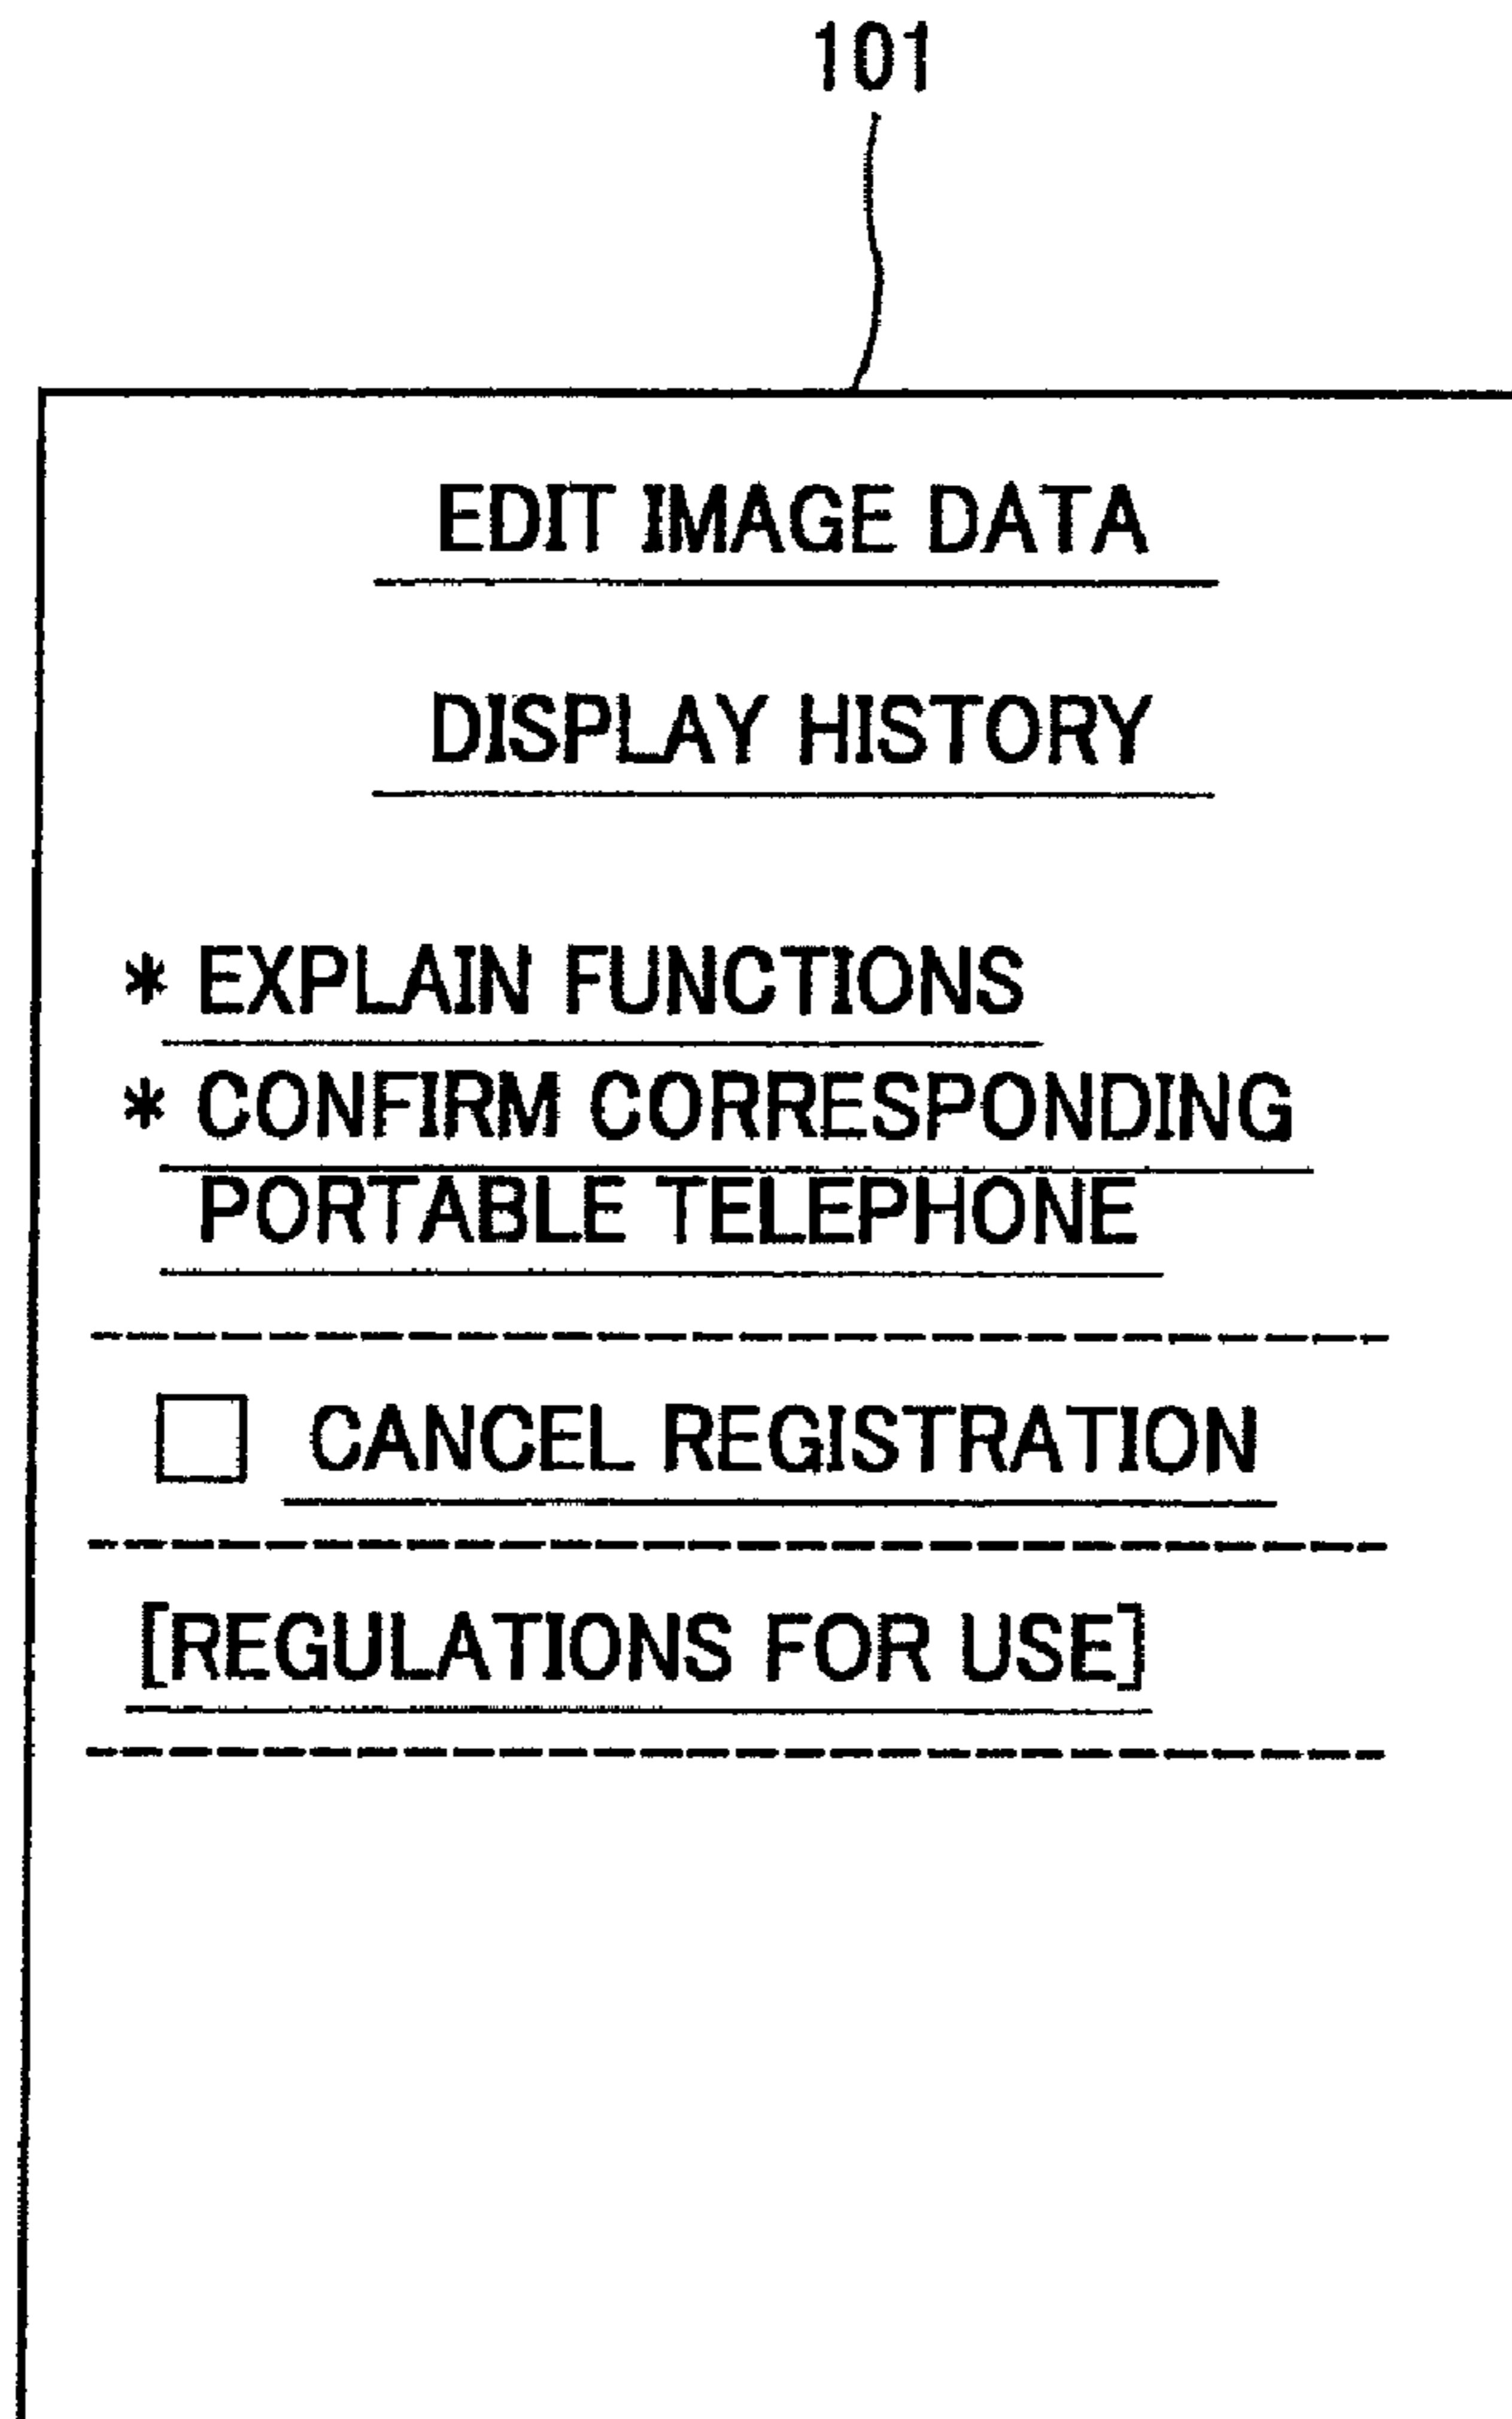 101
EDIT IMAGE DATA
DISPLAY HISTORY
* EXPLAIN FUNCTIONS
* CONFIRM CORRESPONDING
PORTABLE TELEPHONE
CANCEL REGISTRATION
[REGULATIONS FOR USE]